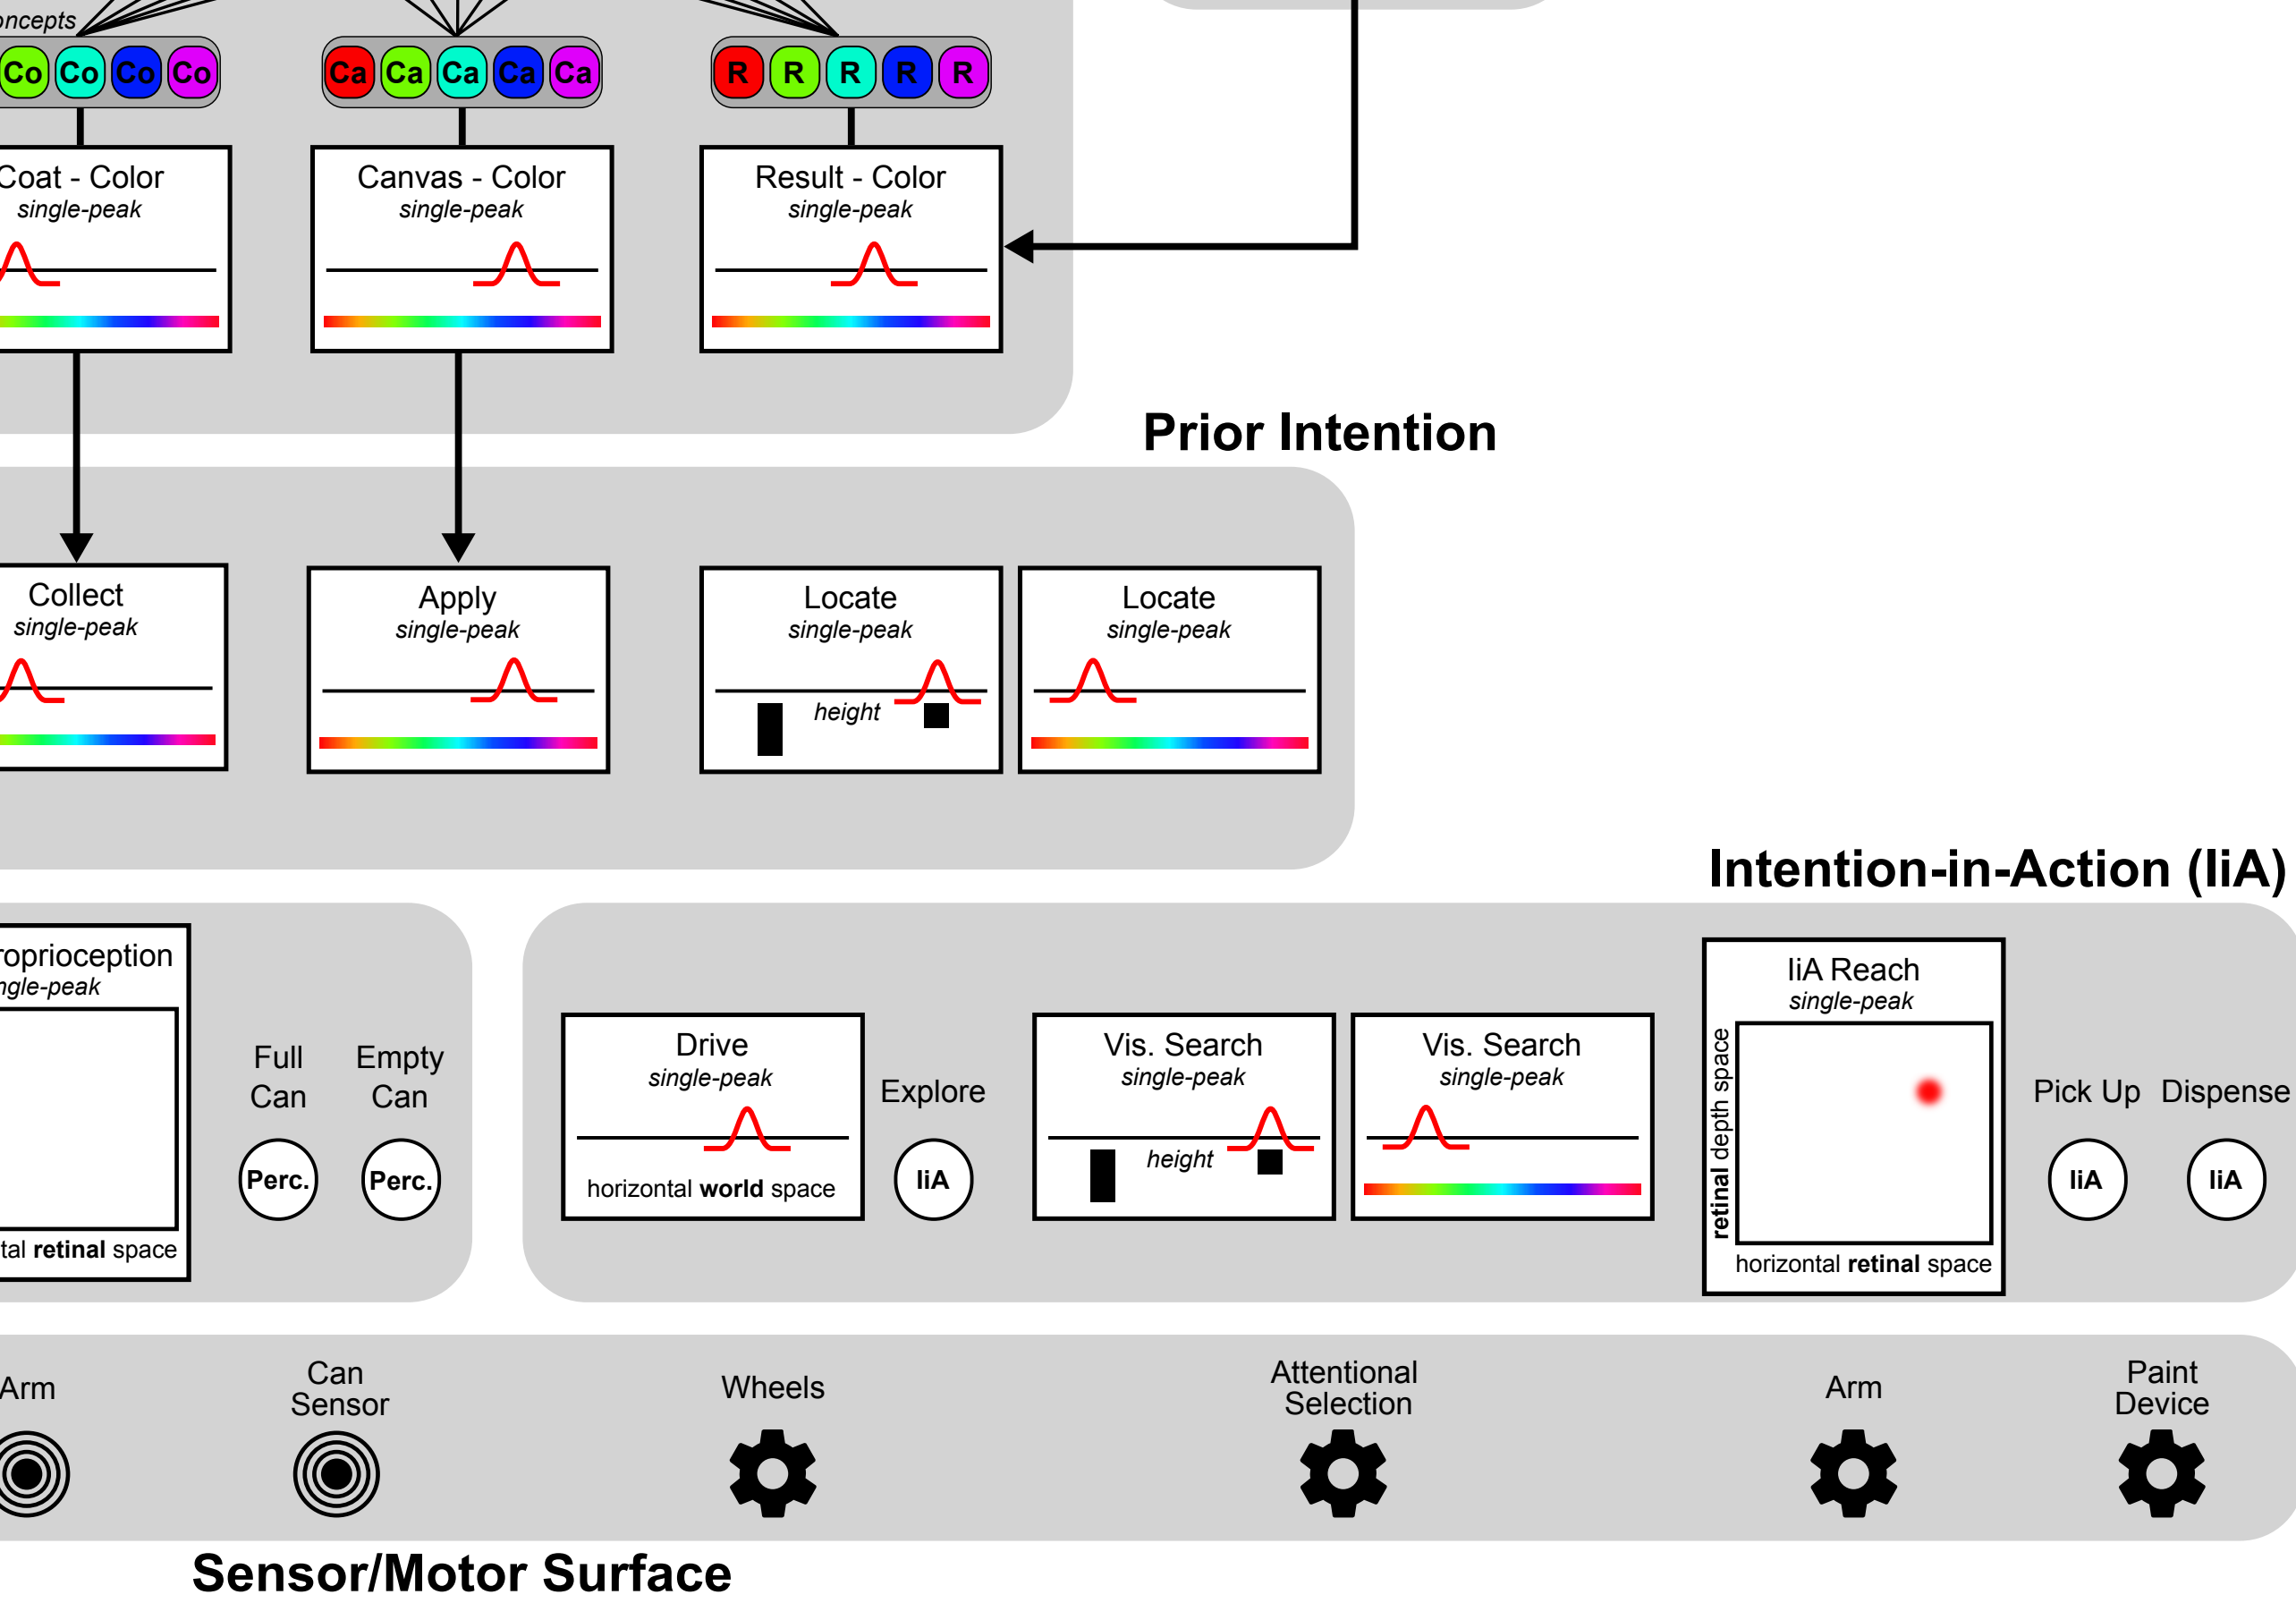 Co Co Co Co
Ca Ca Ca Ca Ca
R R R R R
Coat - Color
single-peak
Canvas - Color
single-peak
Result - Color
single-peak
Prior Intention
Collect
single-peak
Apply
single-peak
Locate
single-peak
height
Locate
single-peak
Intention-in-Action (IiA)
single-peak
horizontal retinal space
Full
Can
Perc.
Empty
Can
Perc.
Drive
single-peak
horizontal world space
Explore
IiA
Vis. Search
single-peak
height
Vis. Search
single-peak
IiA Reach
single-peak
retinal depth space
horizontal retinal space
Pick Up
IiA
Dispense
IiA
Arm
Can
Sensor
Wheels
Attentional
Selection
Arm
Paint
Device
Sensor/Motor Surface